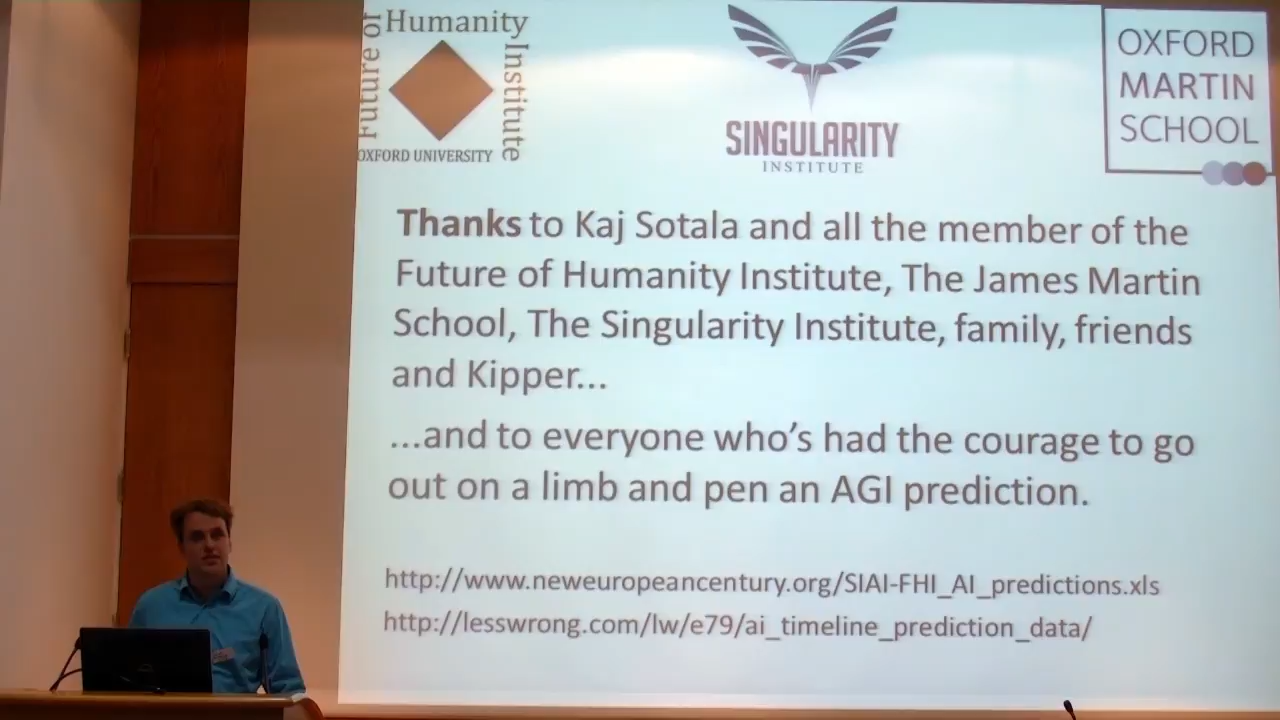 Future of
Humanity
Institute
OXFORD UNIVERSITY
SINGULARITY
INSTITUTE
OXFORD
MARTIN
SCHOOL
Thanks to Kaj Sotala and all the member of the
Future of Humanity Institute, The James Martin
School, The Singularity Institute, family, friends
and Kipper...
...and to everyone who's had the courage to go
out on a limb and pen an AGI prediction.
http://www.neweuropeancentury.org/SIAI-FHI_AI_predictions.xls
http://lesswrong.com/lw/e79/ai_timeline_prediction_data/